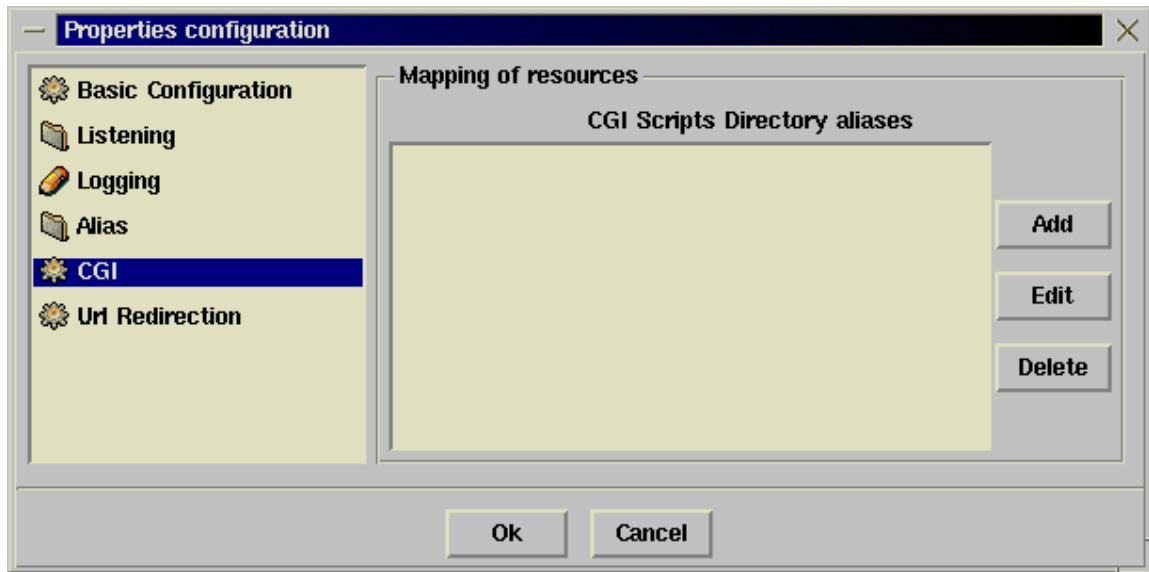 Properties configuration
Basic Configuration
Listening
Logging
Alias
CGI
Url Redirection
Mapping of resources
CGI Scripts Directory aliases
Add
Edit
Delete
Ok
Cancel